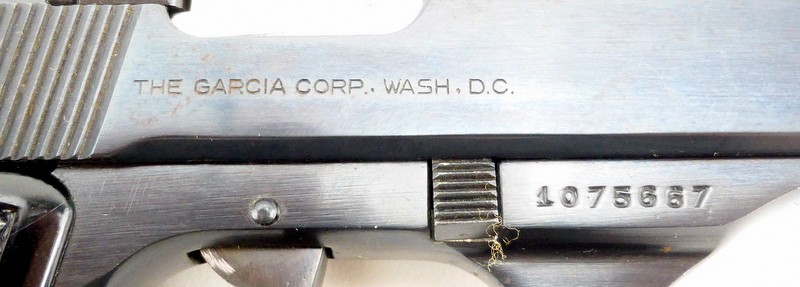 THE GARCIA CORP., WASH, D.C.
1075667